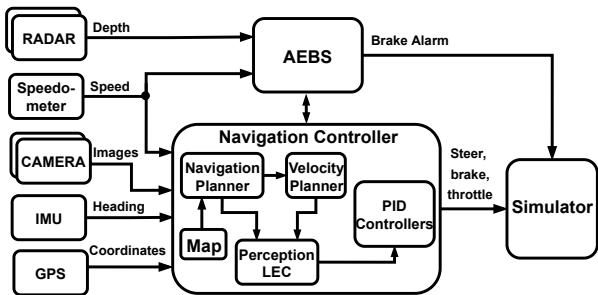 RADAR
Depth
Speedo-
meter
Speed
CAMERA
Images
IMU
Heading
GPS
Coordinates
AEBS
Brake Alarm
Navigation Controller
Navigation
Planner
Velocity
Planner
Map
Perception
LEC
PID
Controllers
Steer,
brake,
throttle
Simulator